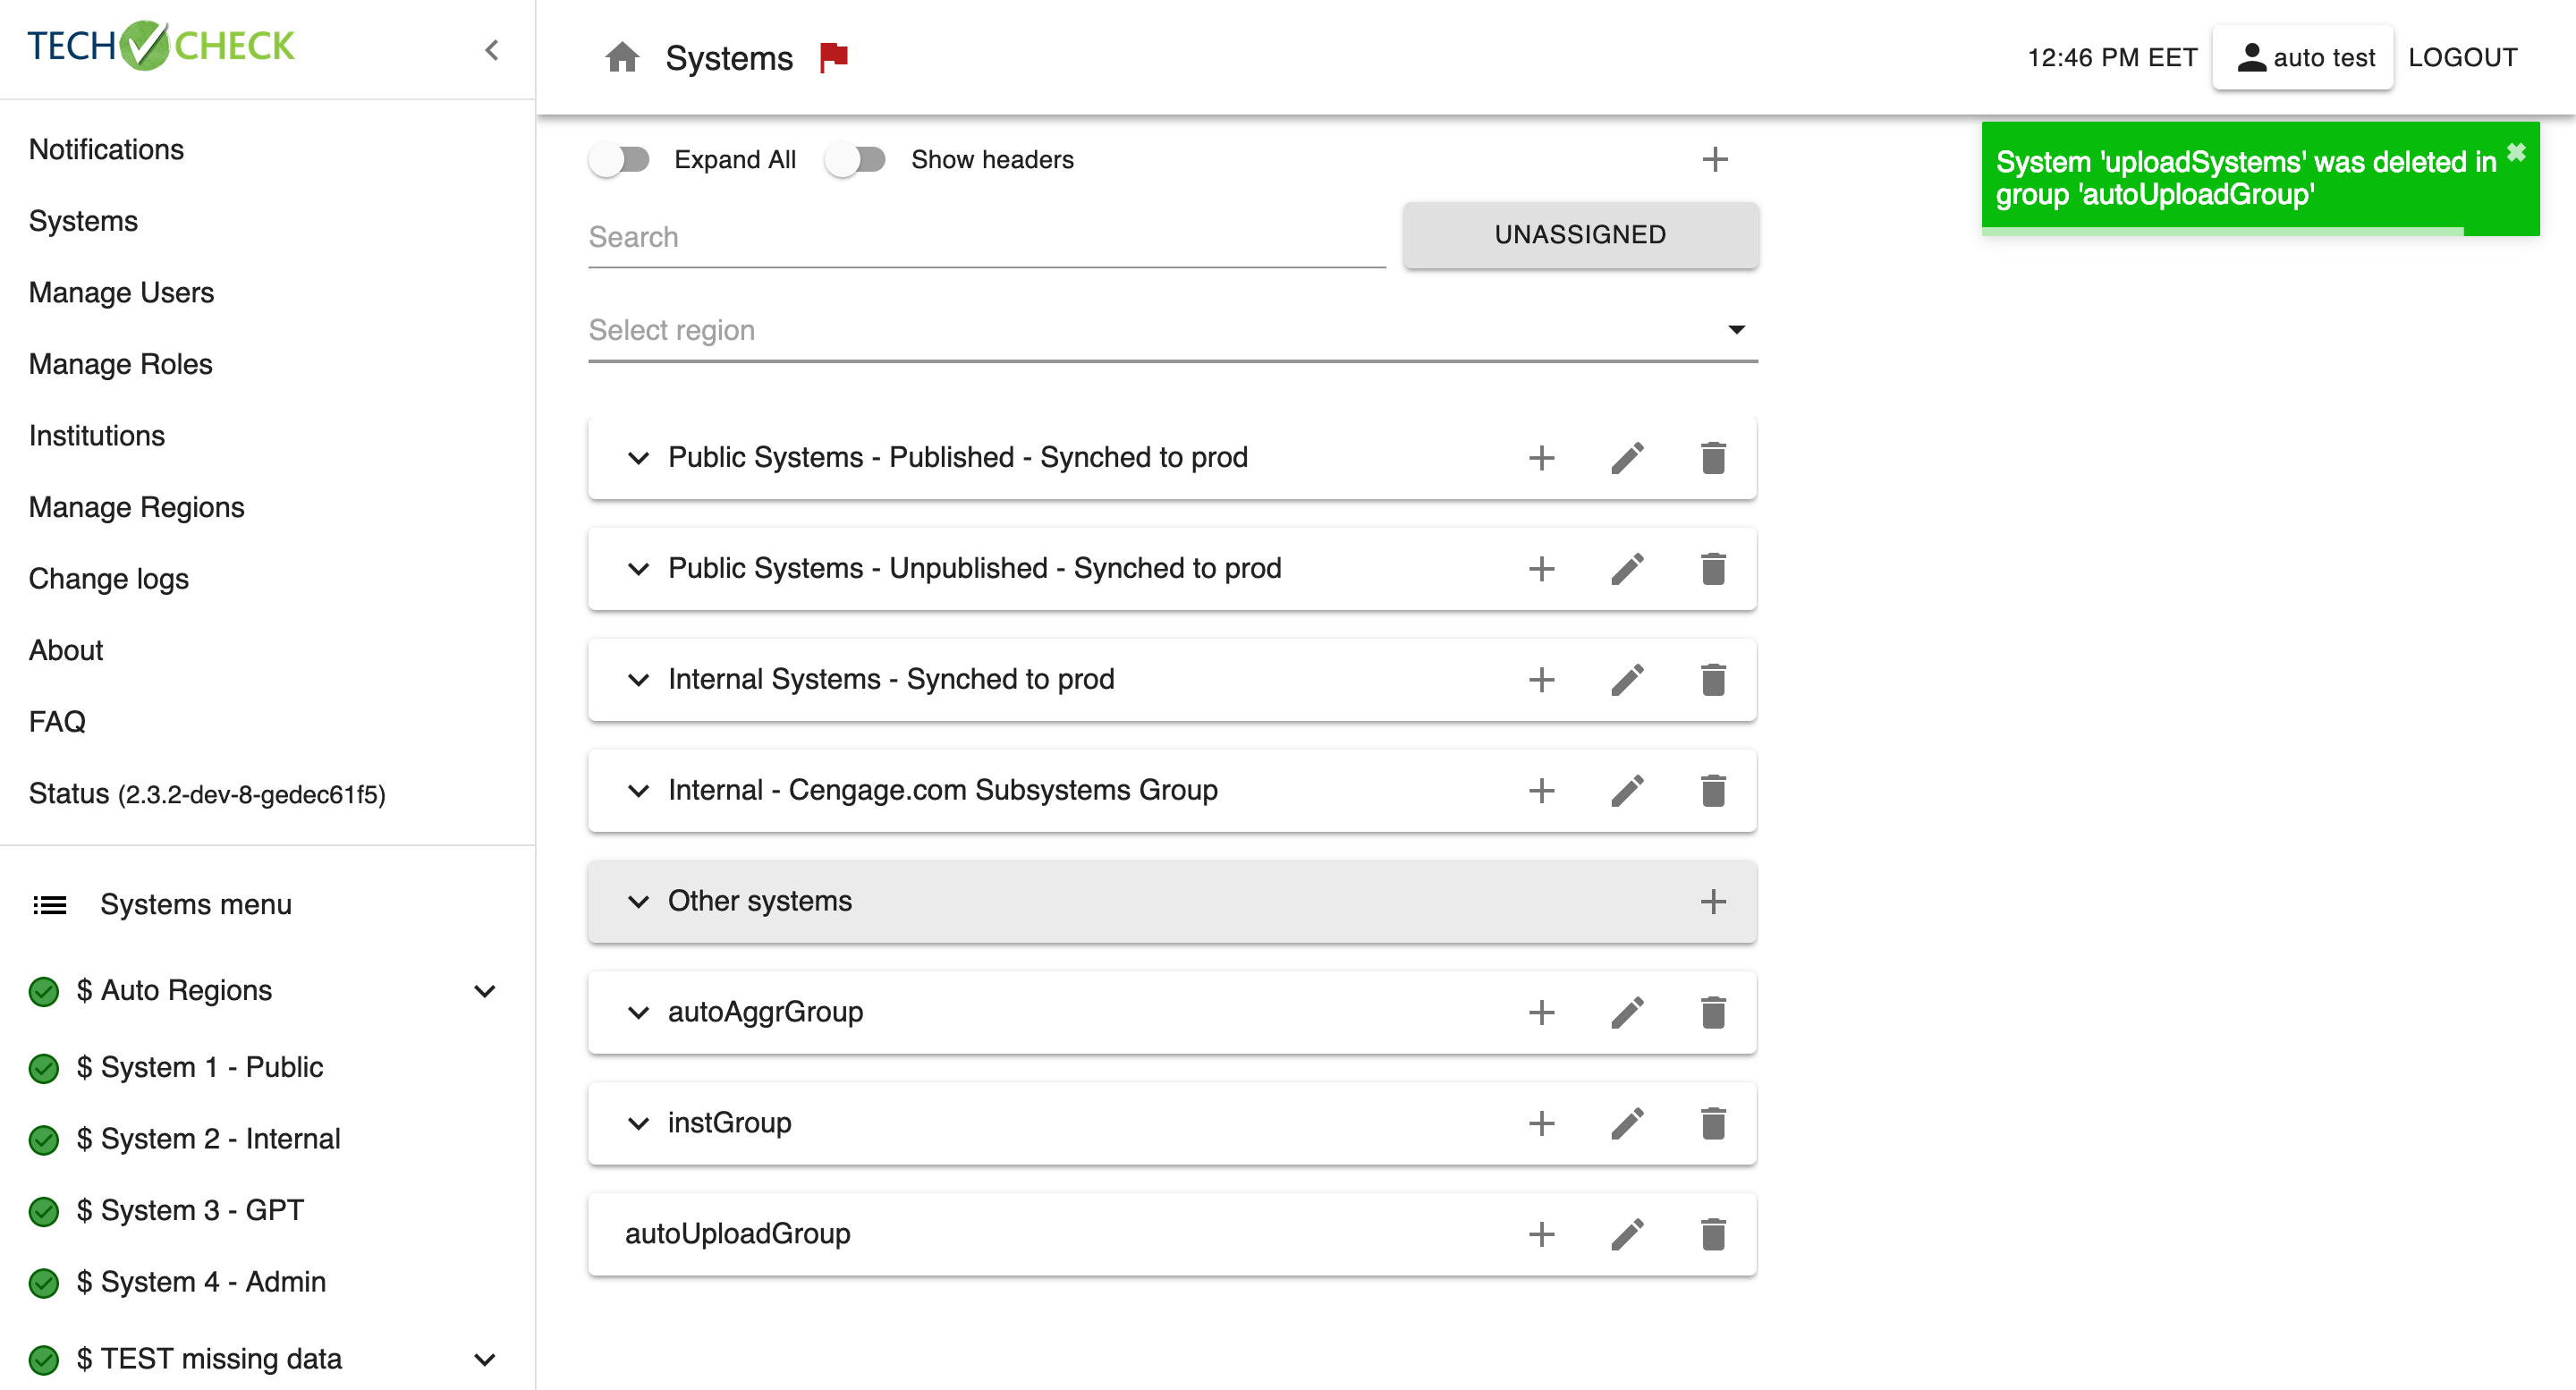 TECH CHECK
Notifications
Systems
Manage Users
Manage Roles
Institutions
Manage Regions
Change logs
About
FAQ
Status (2.3.2-dev-8-gedec61f5)
Systems menu
$ Auto Regions
$ System 1 - Public
$ System 2 - Internal
$ System 3 - GPT
$ System 4 - Admin
$ TEST missing data
Systems
12:46 PM EET
auto test
LOGOUT
Expand All
Show headers
Search
UNASSIGNED
Select region
Public Systems - Published - Synched to prod
Public Systems - Unpublished - Synched to prod
Internal Systems - Synched to prod
Internal - Cengage.com Subsystems Group
Other systems
autoAggrGroup
instGroup
autoUploadGroup
System 'uploadSystems' was deleted in
group 'autoUploadGroup'